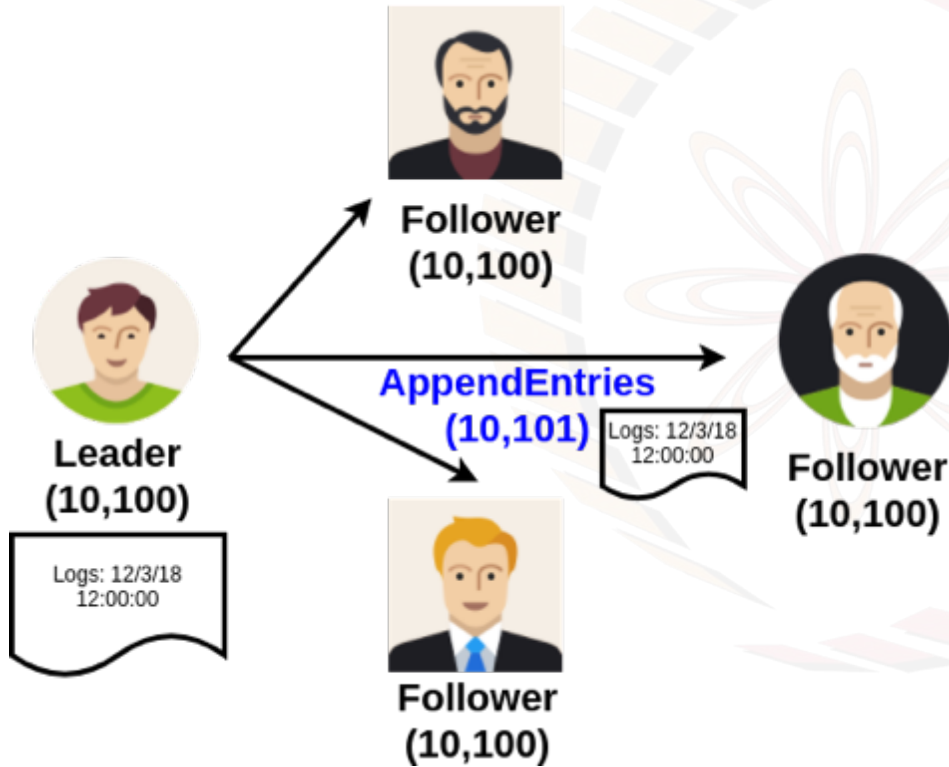 Follower
(10,100)
AppendEntries
(10,101)
Logs: 12/3/18
12:00:00
Leader
(10,100)
Follower
(10,100)
Logs: 12/3/18
12:00:00
Follower
(10,100)